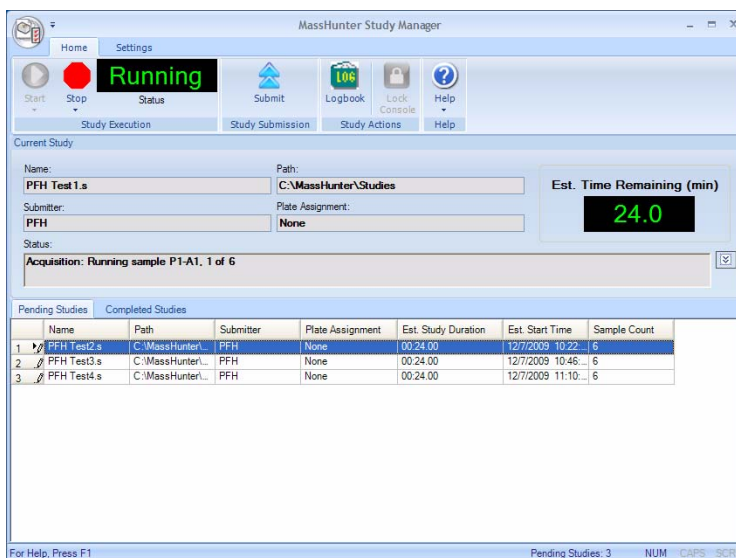 MassHunter Study Manager
Home Settings
Running
LOG
Start Stop Status Submit Logbook Lock Console Help
Study Execution Study Submission Study Actions Help
Current Study
Name: Path:
PFH Test1.s C:\MassHunter\Studies
Est. Time Remaining (min)
24.0
Submitter: Plate Assignment:
PFH None
Status:
Acquisition: Running sample P1-A1, 1 of 6
Pending Studies Completed Studies
Name Path Submitter Plate Assignment Est. Study Duration Est. Start Time Sample Count
1 PFH Test2.s C:\MassHunter\... PFH None 00:24.00 12/7/2009 10:22:... 6
2 PFH Test3.s C:\MassHunter\... PFH None 00:24.00 12/7/2009 10:46:... 6
3 PFH Test4.s C:\MassHunter\... PFH None 00:24.00 12/7/2009 11:10:... 6
For Help, Press F1 Pending Studies: 3 NUM CAPS SCR